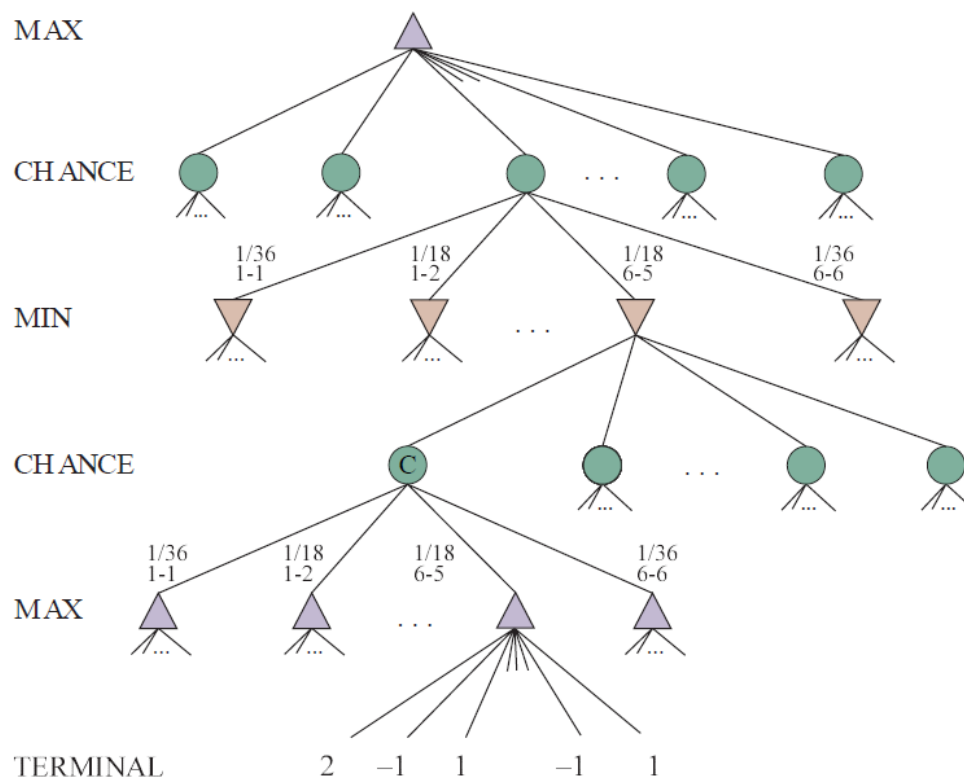 MAX
CHANCE
...
...
. . .
...
...
1/36
1-1
1/18
1-2
1/18
6-5
1/36
6-6
MIN
...
...
. . .
...
CHANCE
C
...
. . .
...
...
1/36
1-1
1/18
1-2
1/18
6-5
1/36
6-6
MAX
...
...
. . .
...
TERMINAL 2 –1 1 –1 1